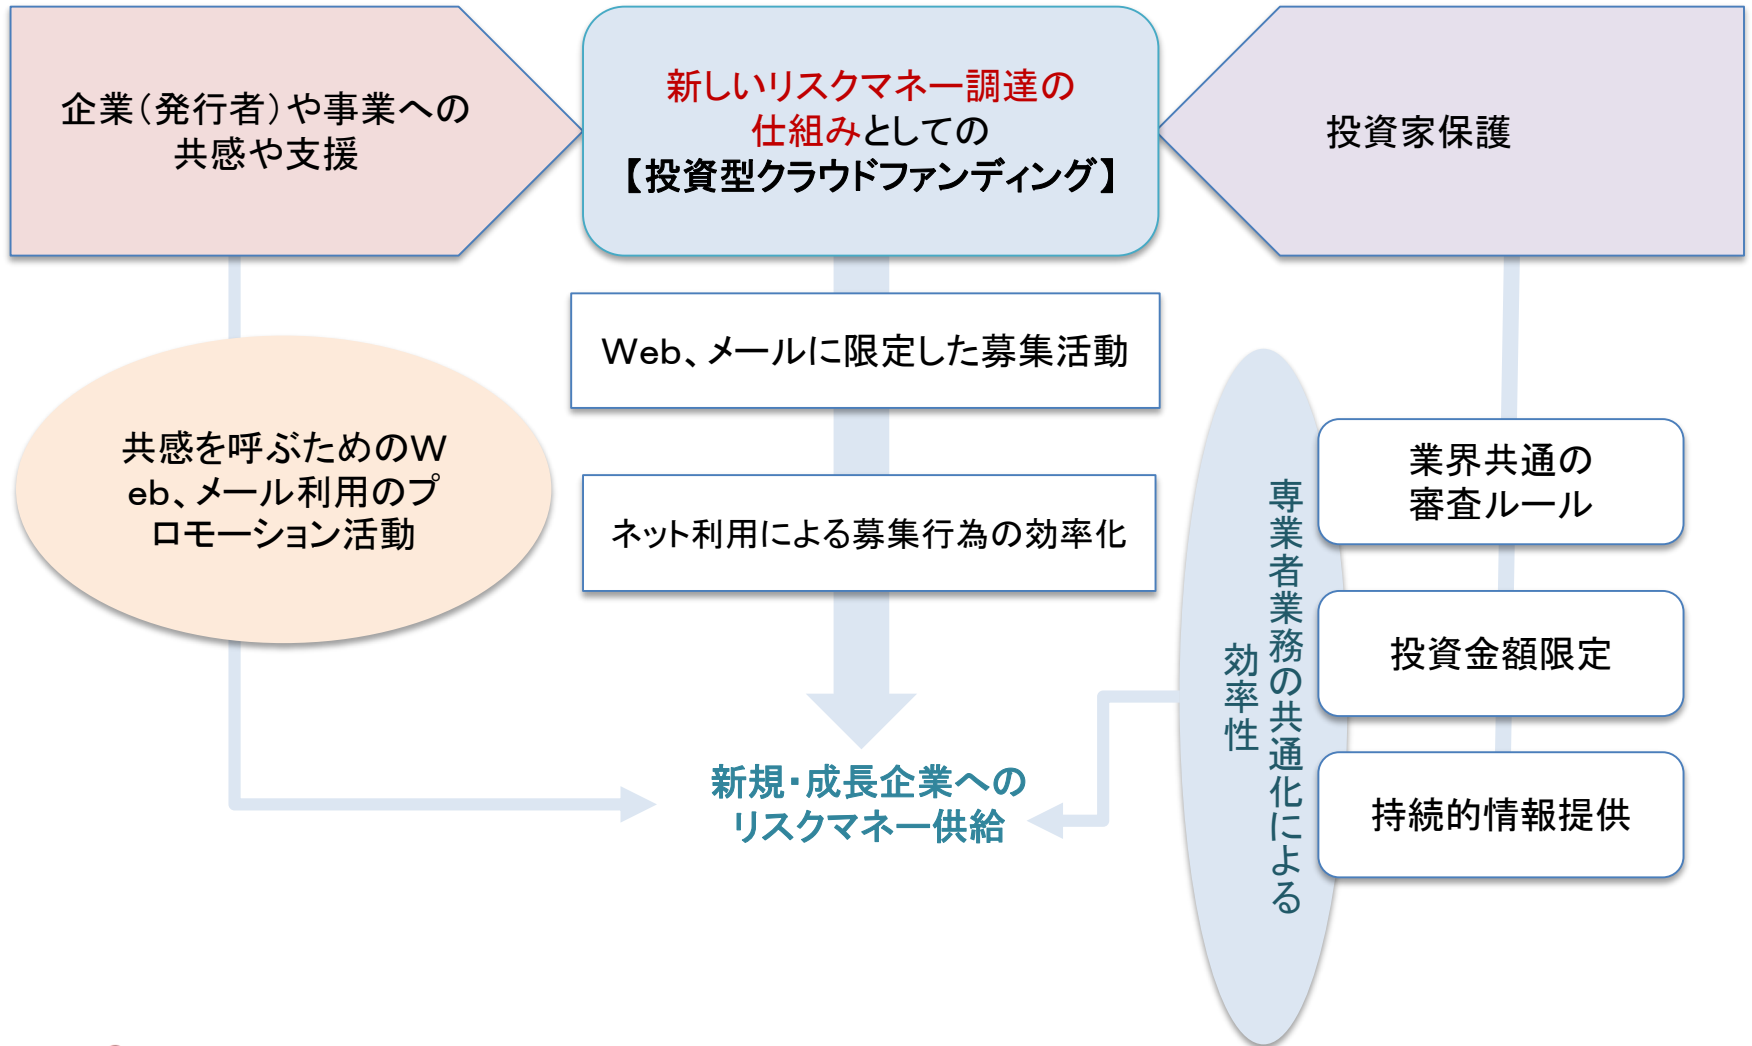 企業(発行者)や事業への
共感や支援
新しいリスクマネー調達の
仕組みとしての
【投資型クラウドファンディング】
投資家保護
Web、メールに限定した募集活動
ネット利用による募集行為の効率化
共感を呼ぶためのW
eb、メール利用のプ
ロモーション活動
専業者業務の共通化による
効率性
業界共通の
審査ルール
投資金額限定
持続的情報提供
新規・成長企業への
リスクマネー供給